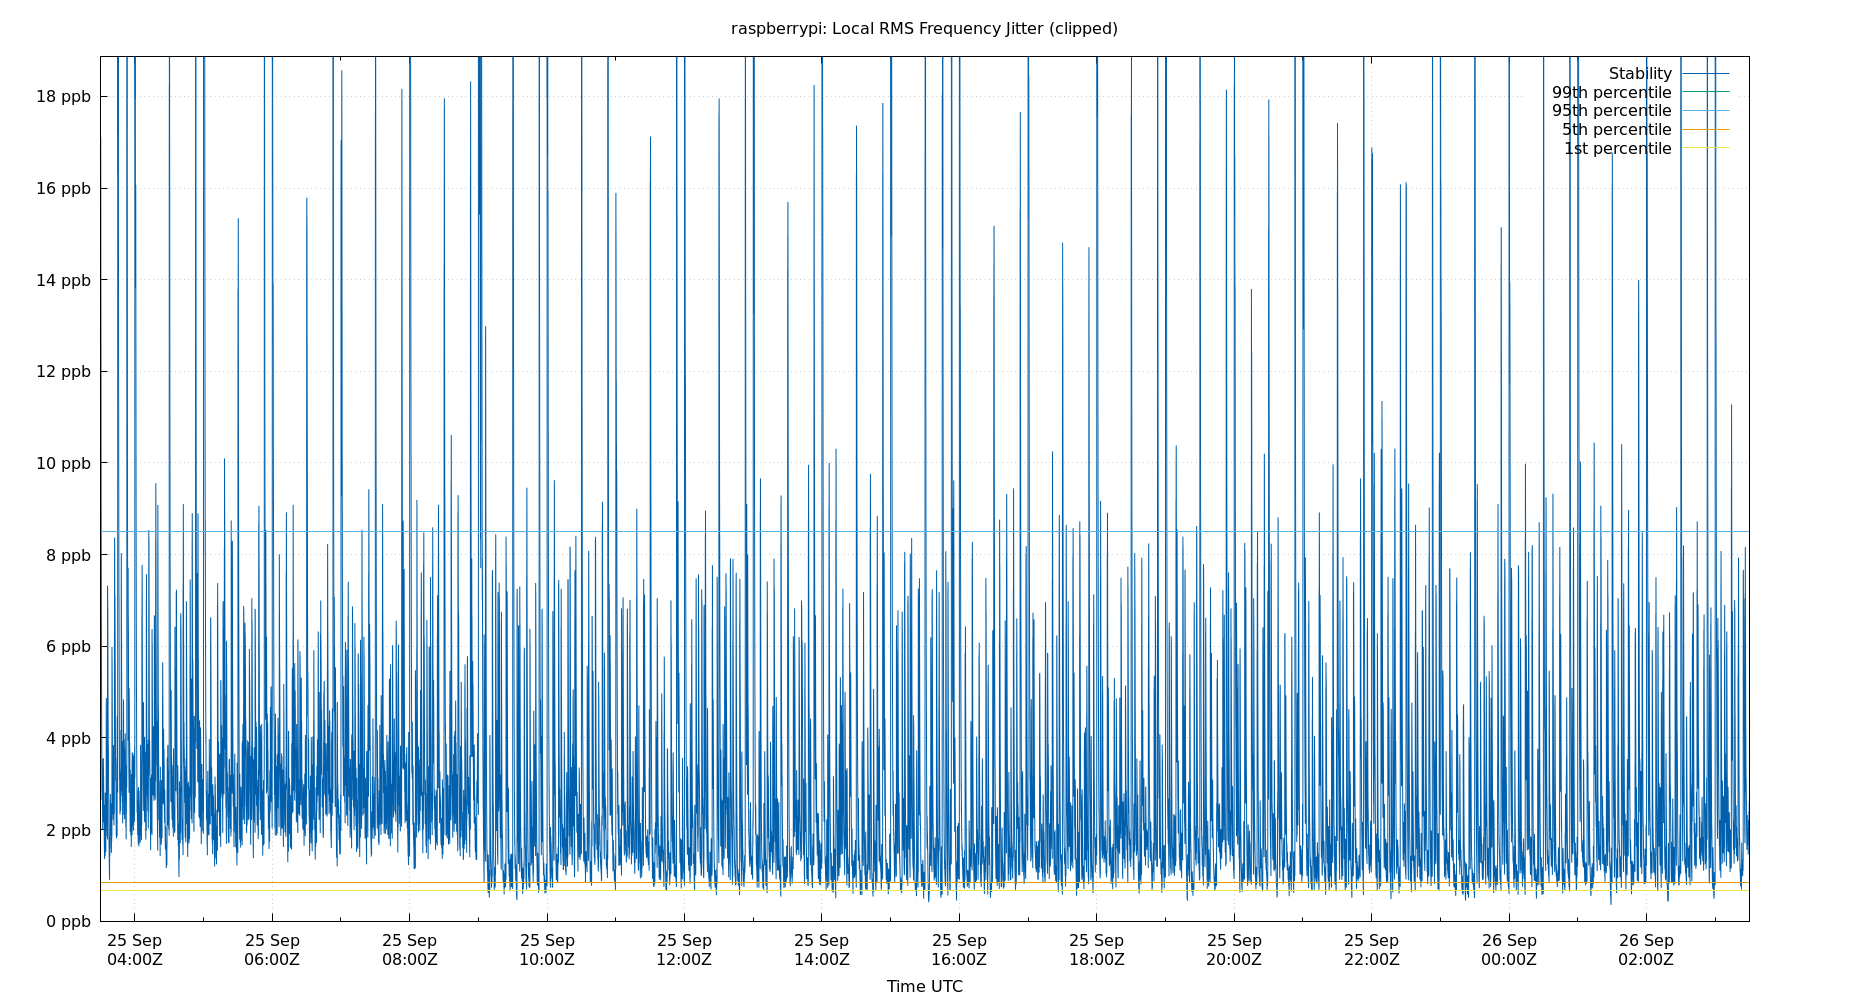 raspberrypi: Local RMS Frequency Jitter (clipped)
Stability
99th percentile
95th percentile
5th percentile
1st percentile
18 ppb
16 ppb
14 ppb
12 ppb
10 ppb
8 ppb
6 ppb
4 ppb
2 ppb
0 ppb
25 Sep 25 Sep 25 Sep 25 Sep 25 Sep 25 Sep 25 Sep 25 Sep 25 Sep 25 Sep 26 Sep 26 Sep
04:00Z 06:00Z 08:00Z 10:00Z 12:00Z 14:00Z 16:00Z 18:00Z 20:00Z 22:00Z 00:00Z 02:00Z
Time UTC